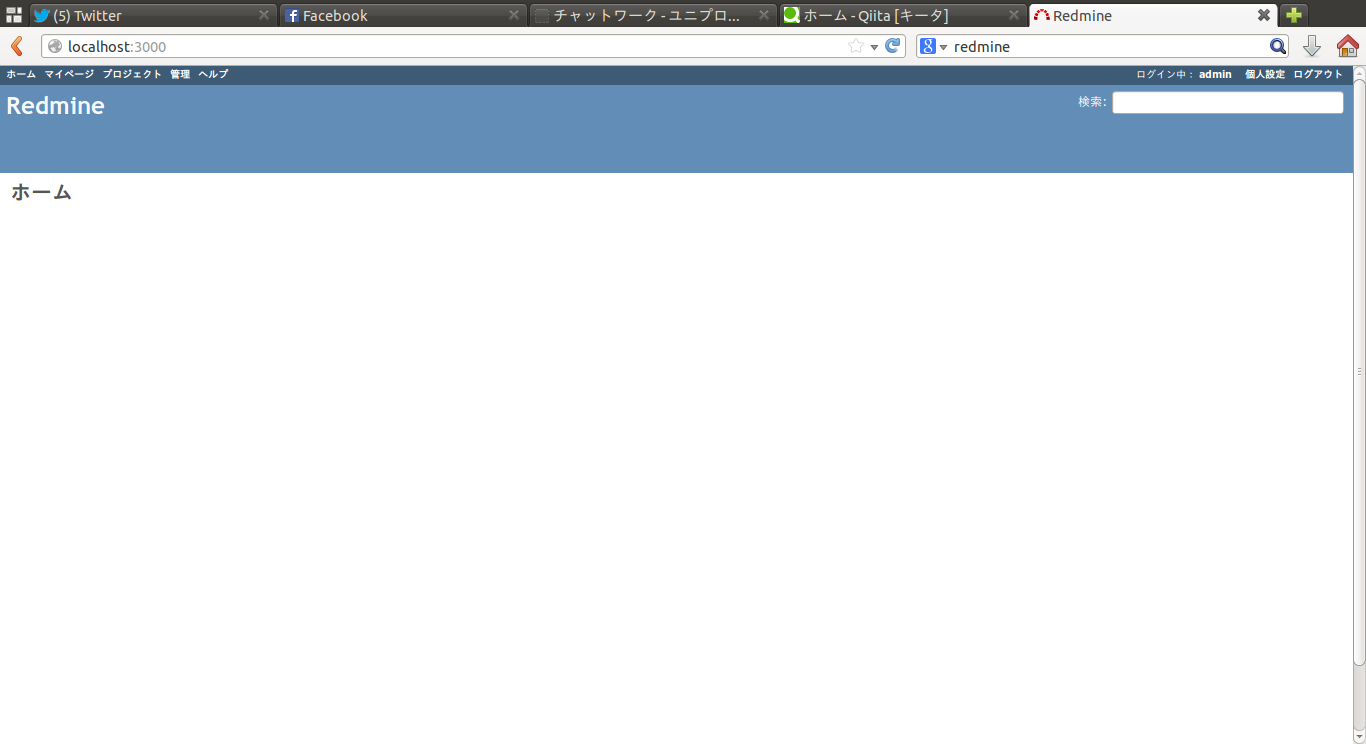 (5) Twitter
Facebook
チャットワーク - ユニプロ...
ホーム - Qiita [キータ]
Redmine
localhost:3000
redmine
ホーム マイページ プロジェクト 管理 ヘルプ
ログイン中： admin 個人設定 ログアウト
Redmine
検索:
ホーム